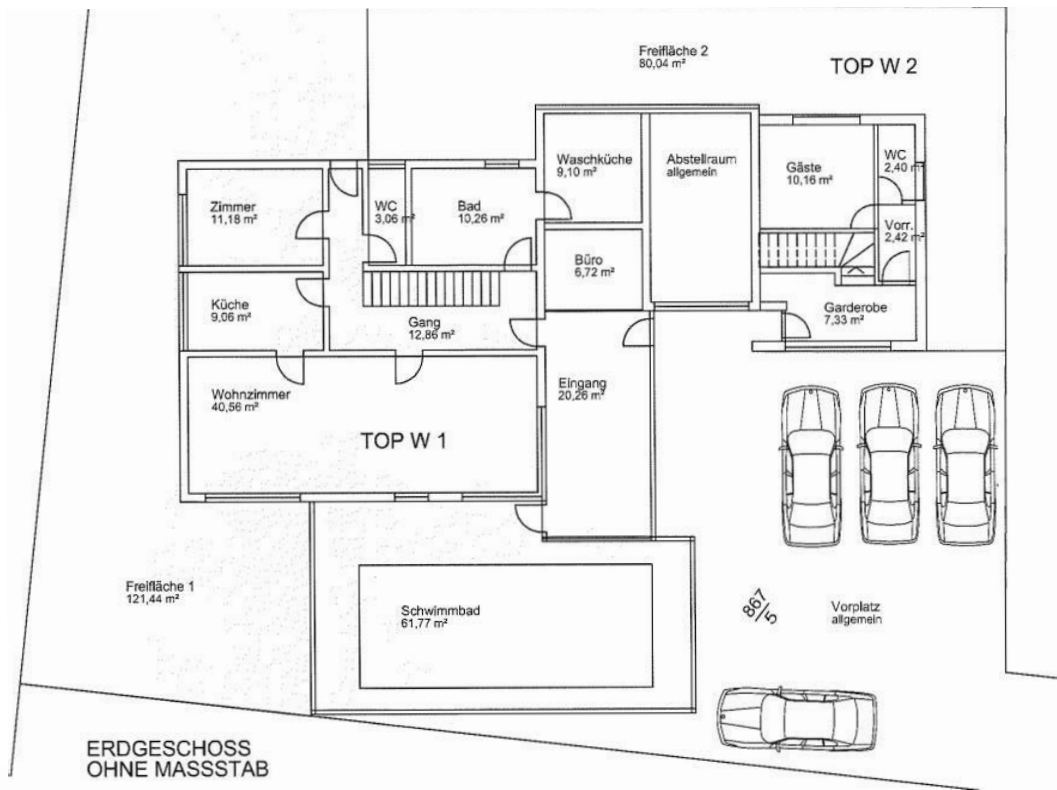 Freifläche 2
80,04 m²
TOP W 2
Waschküche
9,10 m²
Abstellraum
allgemein
Gäste
10,16 m²
WC
2,40 m²
Zimmer
11,18 m²
WC
3,06 m²
Bad
10,26 m²
Vorr.
2,42 m²
Büro
6,72 m²
Küche
9,06 m²
Gang
12,86 m²
Garderobe
7,33 m²
Wohnzimmer
40,56 m²
Eingang
20,26 m²
TOP W 1
Freifläche 1
121,44 m²
Schwimmbad
61,77 m²
867
5
Vorplatz
allgemein
ERDGESCHOSS
OHNE MASSSTAB